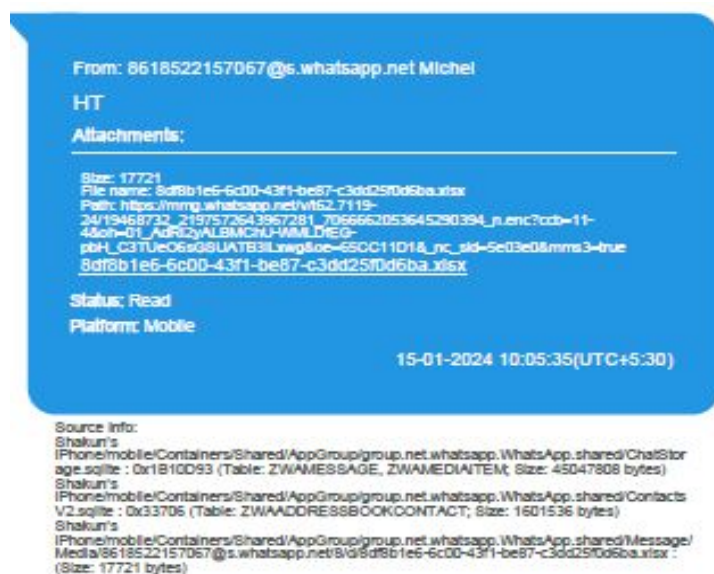 From: 8618522157067@s.whatsapp.net Michel
HT
Attachments:
Size: 17721
File name: 8df8b1e6-6c00-43f1-be87-c3dd25f0d6ba.xlsx
Path: https://mmg.whatsapp.net/v/t62.7119-
24/19468732_2197572643967281_7066662053645290394_n.enc?ccb=11-
pbH_C3TUeO6sGSUATB3ILxwg&oe=65CC11D1&_nc_sid=5e03e0&mms3=true
8df8b1e6-6c00-43f1-be87-c3dd25f0d6ba.xlsx
Status: Read
Platform: Mobile
15-01-2024 10:05:35(UTC+5:30)
Source Info:
Shakun's
iPhone/mobile/Containers/Shared/AppGroup/group.net.whatsapp.WhatsApp.shared/ChatStor
age.sqlite : 0x1B10D93 (Table: ZWAMESSAGE, ZWAMEDIAITEM; Size: 45047808 bytes)
Shakun's
iPhone/mobile/Containers/Shared/AppGroup/group.net.whatsapp.WhatsApp.shared/Contacts
V2.sqlite : 0x33706 (Table: ZWAADDRESSBOOKCONTACT; Size: 1601536 bytes)
Shakun's
iPhone/mobile/Containers/Shared/AppGroup/group.net.whatsapp.WhatsApp.shared/Message/
Media/8618522157067@s.whatsapp.net/8/d/8df8b1e6-6c00-43f1-be87-c3dd25f0d6ba.xlsx :
(Size: 17721 bytes)